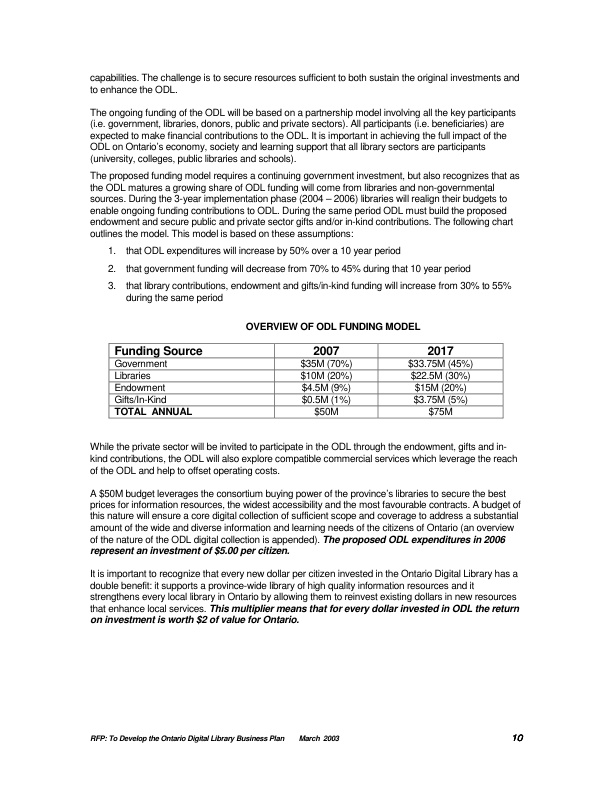 capabilities. The challenge is to secure resources sufficient to both sustain the original investments and
to enhance the ODL.
The ongoing funding of the ODL will be based on a partnership model involving all the key participants
(i.e. government, libraries, donors, public and private sectors). All participants (i.e. beneficiaries) are
expected to make financial contributions to the ODL. It is important in achieving the full impact of the
ODL on Ontario's economy, society and learning support that all library sectors are participants
(university, colleges, public libraries and schools).
The proposed funding model requires a continuing government investment, but also recognizes that as
the ODL matures a growing share of ODL funding will come from libraries and non-governmental
sources. During the 3-year implementation phase (2004 – 2006) libraries will realign their budgets to
enable ongoing funding contributions to ODL. During the same period ODL must build the proposed
endowment and secure public and private sector gifts and/or in-kind contributions. The following chart
outlines the model. This model is based on these assumptions:
1. that ODL expenditures will increase by 50% over a 10 year period
2. that government funding will decrease from 70% to 45% during that 10 year period
3. that library contributions, endowment and gifts/in-kind funding will increase from 30% to 55%
during the same period
OVERVIEW OF ODL FUNDING MODEL
Funding Source 2007 2017
Government $35M (70%) $33.75M (45%)
Libraries $10M (20%) $22.5M (30%)
Endowment $4.5M (9%) $15M (20%)
Gifts/In-Kind $0.5M (1%) $3.75M (5%)
TOTAL ANNUAL $50M $75M
While the private sector will be invited to participate in the ODL through the endowment, gifts and in-
kind contributions, the ODL will also explore compatible commercial services which leverage the reach
of the ODL and help to offset operating costs.
A $50M budget leverages the consortium buying power of the province's libraries to secure the best
prices for information resources, the widest accessibility and the most favourable contracts. A budget of
this nature will ensure a core digital collection of sufficient scope and coverage to address a substantial
amount of the wide and diverse information and learning needs of the citizens of Ontario (an overview
of the nature of the ODL digital collection is appended). The proposed ODL expenditures in 2006
represent an investment of $5.00 per citizen.
It is important to recognize that every new dollar per citizen invested in the Ontario Digital Library has a
double benefit: it supports a province-wide library of high quality information resources and it
strengthens every local library in Ontario by allowing them to reinvest existing dollars in new resources
that enhance local services. This multiplier means that for every dollar invested in ODL the return
on investment is worth $2 of value for Ontario.
RFP: To Develop the Ontario Digital Library Business Plan March 2003 10